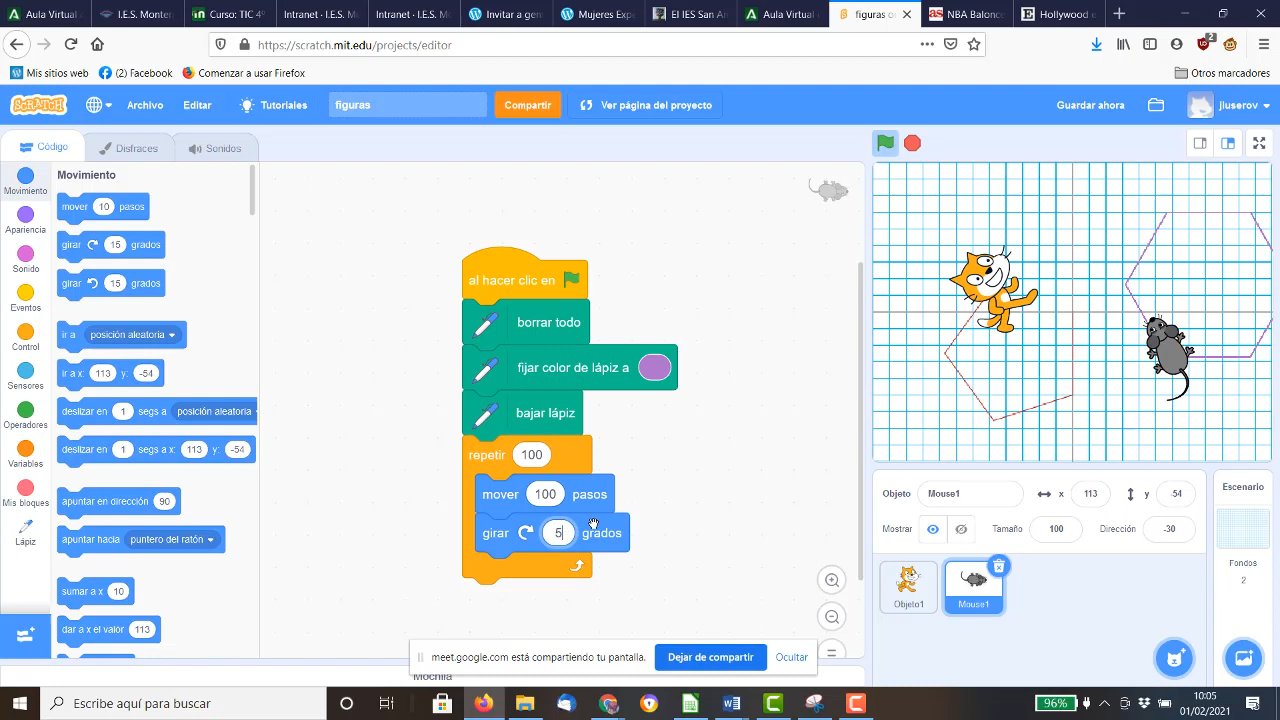 I.E.S. M
Curso TIC 4º
Intranet - I.E.S. M
Intranet - I.E.S. M
Invitar a gen
Mujeres Exp
El IES San An
Aula Virtual
figuras o
NBA Balonc
Hollywood e
https://scratch.mit.edu/projects/editor
2
Mis sitios web
(2) Facebook
Comenzar a usar Firefox
Otros marcadores
SCRATCH
Archivo
Editar
Tutoriales
figuras
Compartir
Ver página del proyecto
Guardar ahora
jluserov
Código
Disfraces
Sonidos
Movimiento
Apariencia
Sonido
Eventos
Control
Sensores
Operadores
Variables
Mis bloques
Lápiz
Movimiento
mover 10 pasos
girar 15 grados
girar 15 grados
ir a posición aleatoria
ir a x: 113 y: -54
deslizar en 1 segs a posición aleatoria
deslizar en 1 segs a x: 113 y: -54
apuntar en dirección 90
apuntar hacia puntero del ratón
sumar a x 10
dar a x el valor 113
al hacer clic en
borrar todo
fijar color de lápiz a
bajar lápiz
repetir 100
mover 100 pasos
girar 5 grados
Objeto Mouse1 x 113 y -54
Mostrar Tamaño 100 Dirección -30
Objeto1
Mouse1
Escenario
Fondos
2
meet.google.com está compartiendo tu pantalla.
Dejar de compartir
Ocultar
Mochila
Escribe aquí para buscar
96%
10:05
01/02/2021